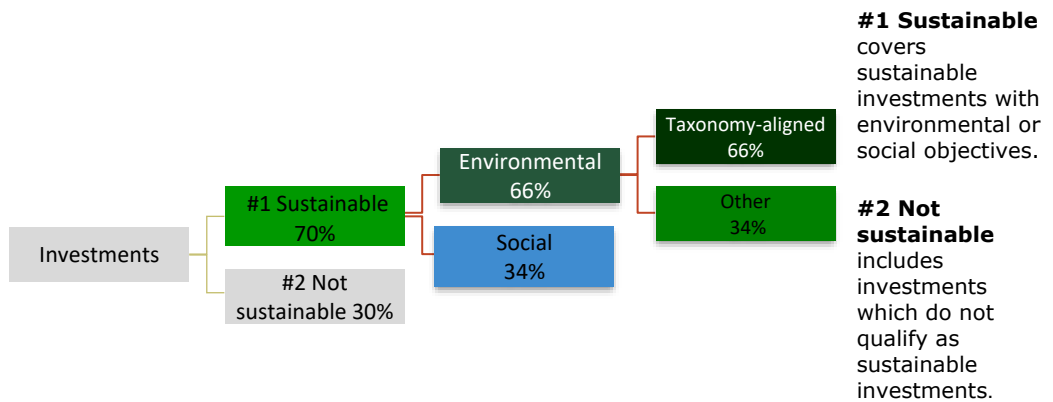 Investments
#1 Sustainable
70%
#2 Not
sustainable 30%
Environmental
66%
Social
34%
Taxonomy-aligned
66%
Other
34%
#1 Sustainable
covers
sustainable
investments with
environmental or
social objectives.
#2 Not
sustainable
includes
investments
which do not
qualify as
sustainable
investments.